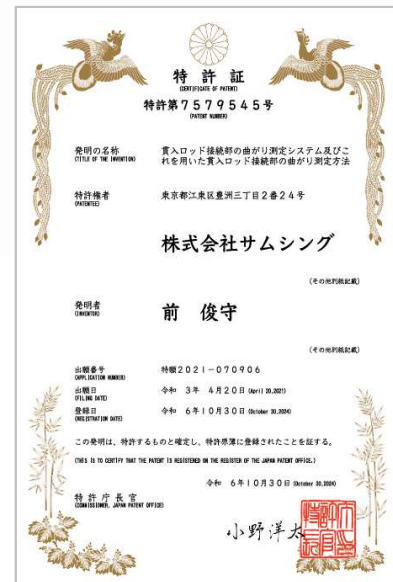 特許証
(CERTIFICATE OF PATENT)
特許第7579545号
(PATENT NUMBER)
発明の名称
(TITLE OF THE INVENTION)
貫入ロッド接続部の曲がり測定システム及びこ
れを用いた貫入ロッド接続部の曲がり測定方法
特許権者
(PATENTEE)
東京都江東区豊洲三丁目2番24号
株式会社サムシング
(その他別紙記載)
発明者
(INVENTOR)
前 俊守
(その他別紙記載)
出願番号
(APPLICATION NUMBER)
特願2021-070906
出願日
(FILING DATE)
令和 3年 4月20日(April 20,2021)
登録日
(REGISTRATION DATE)
令和 6年10月30日(October 30,2024)
この発明は、特許するものと確定し、特許原簿に登録されたことを証する。
(THIS IS TO CERTIFY THAT THE PATENT IS REGISTERED ON THE REGISTER OF THE JAPAN PATENT OFFICE.)
令和 6年10月30日(October 30,2024)
特許庁長官
(COMMISSIONER, JAPAN PATENT OFFICE)
小野洋太